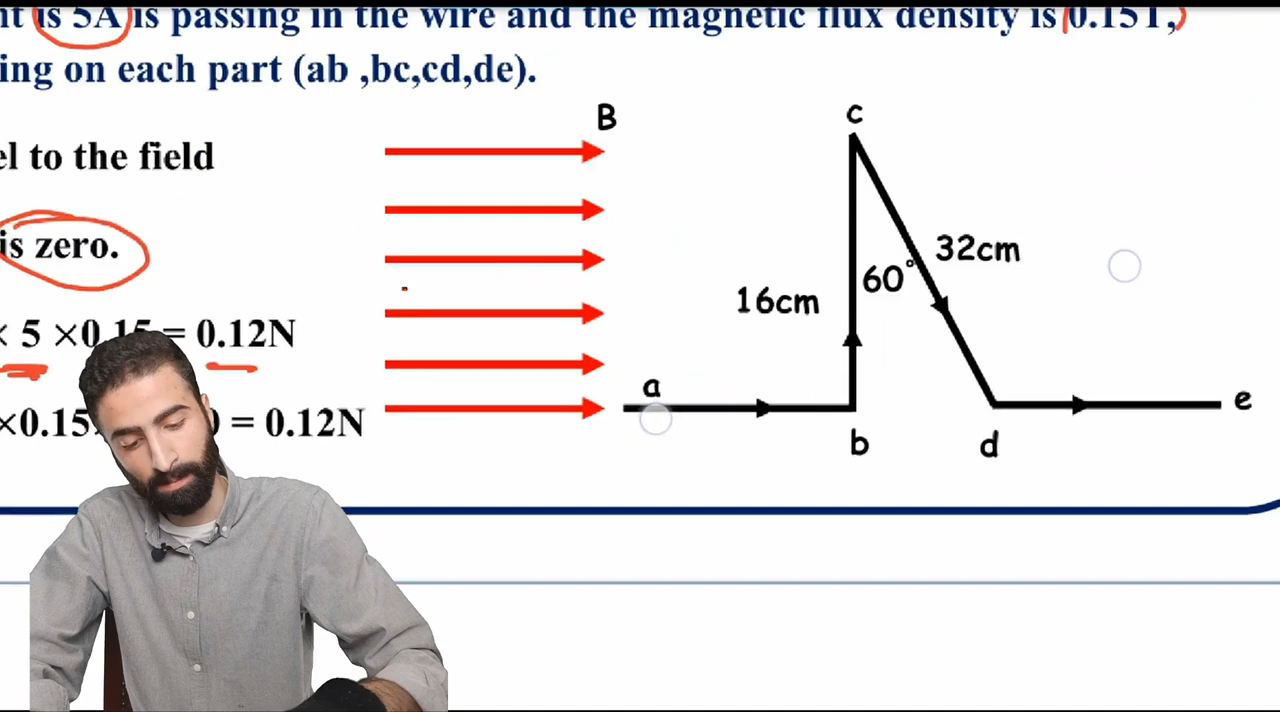 is 5A is passing in the wire and the magnetic flux density is 0.15T,
ing on each part (ab ,bc,cd,de).
B
c
el to the field
is zero.
32cm
60°
16cm
× 5 ×0.15 = 0.12N
a
e
×0.15 = 0.12N
b
d